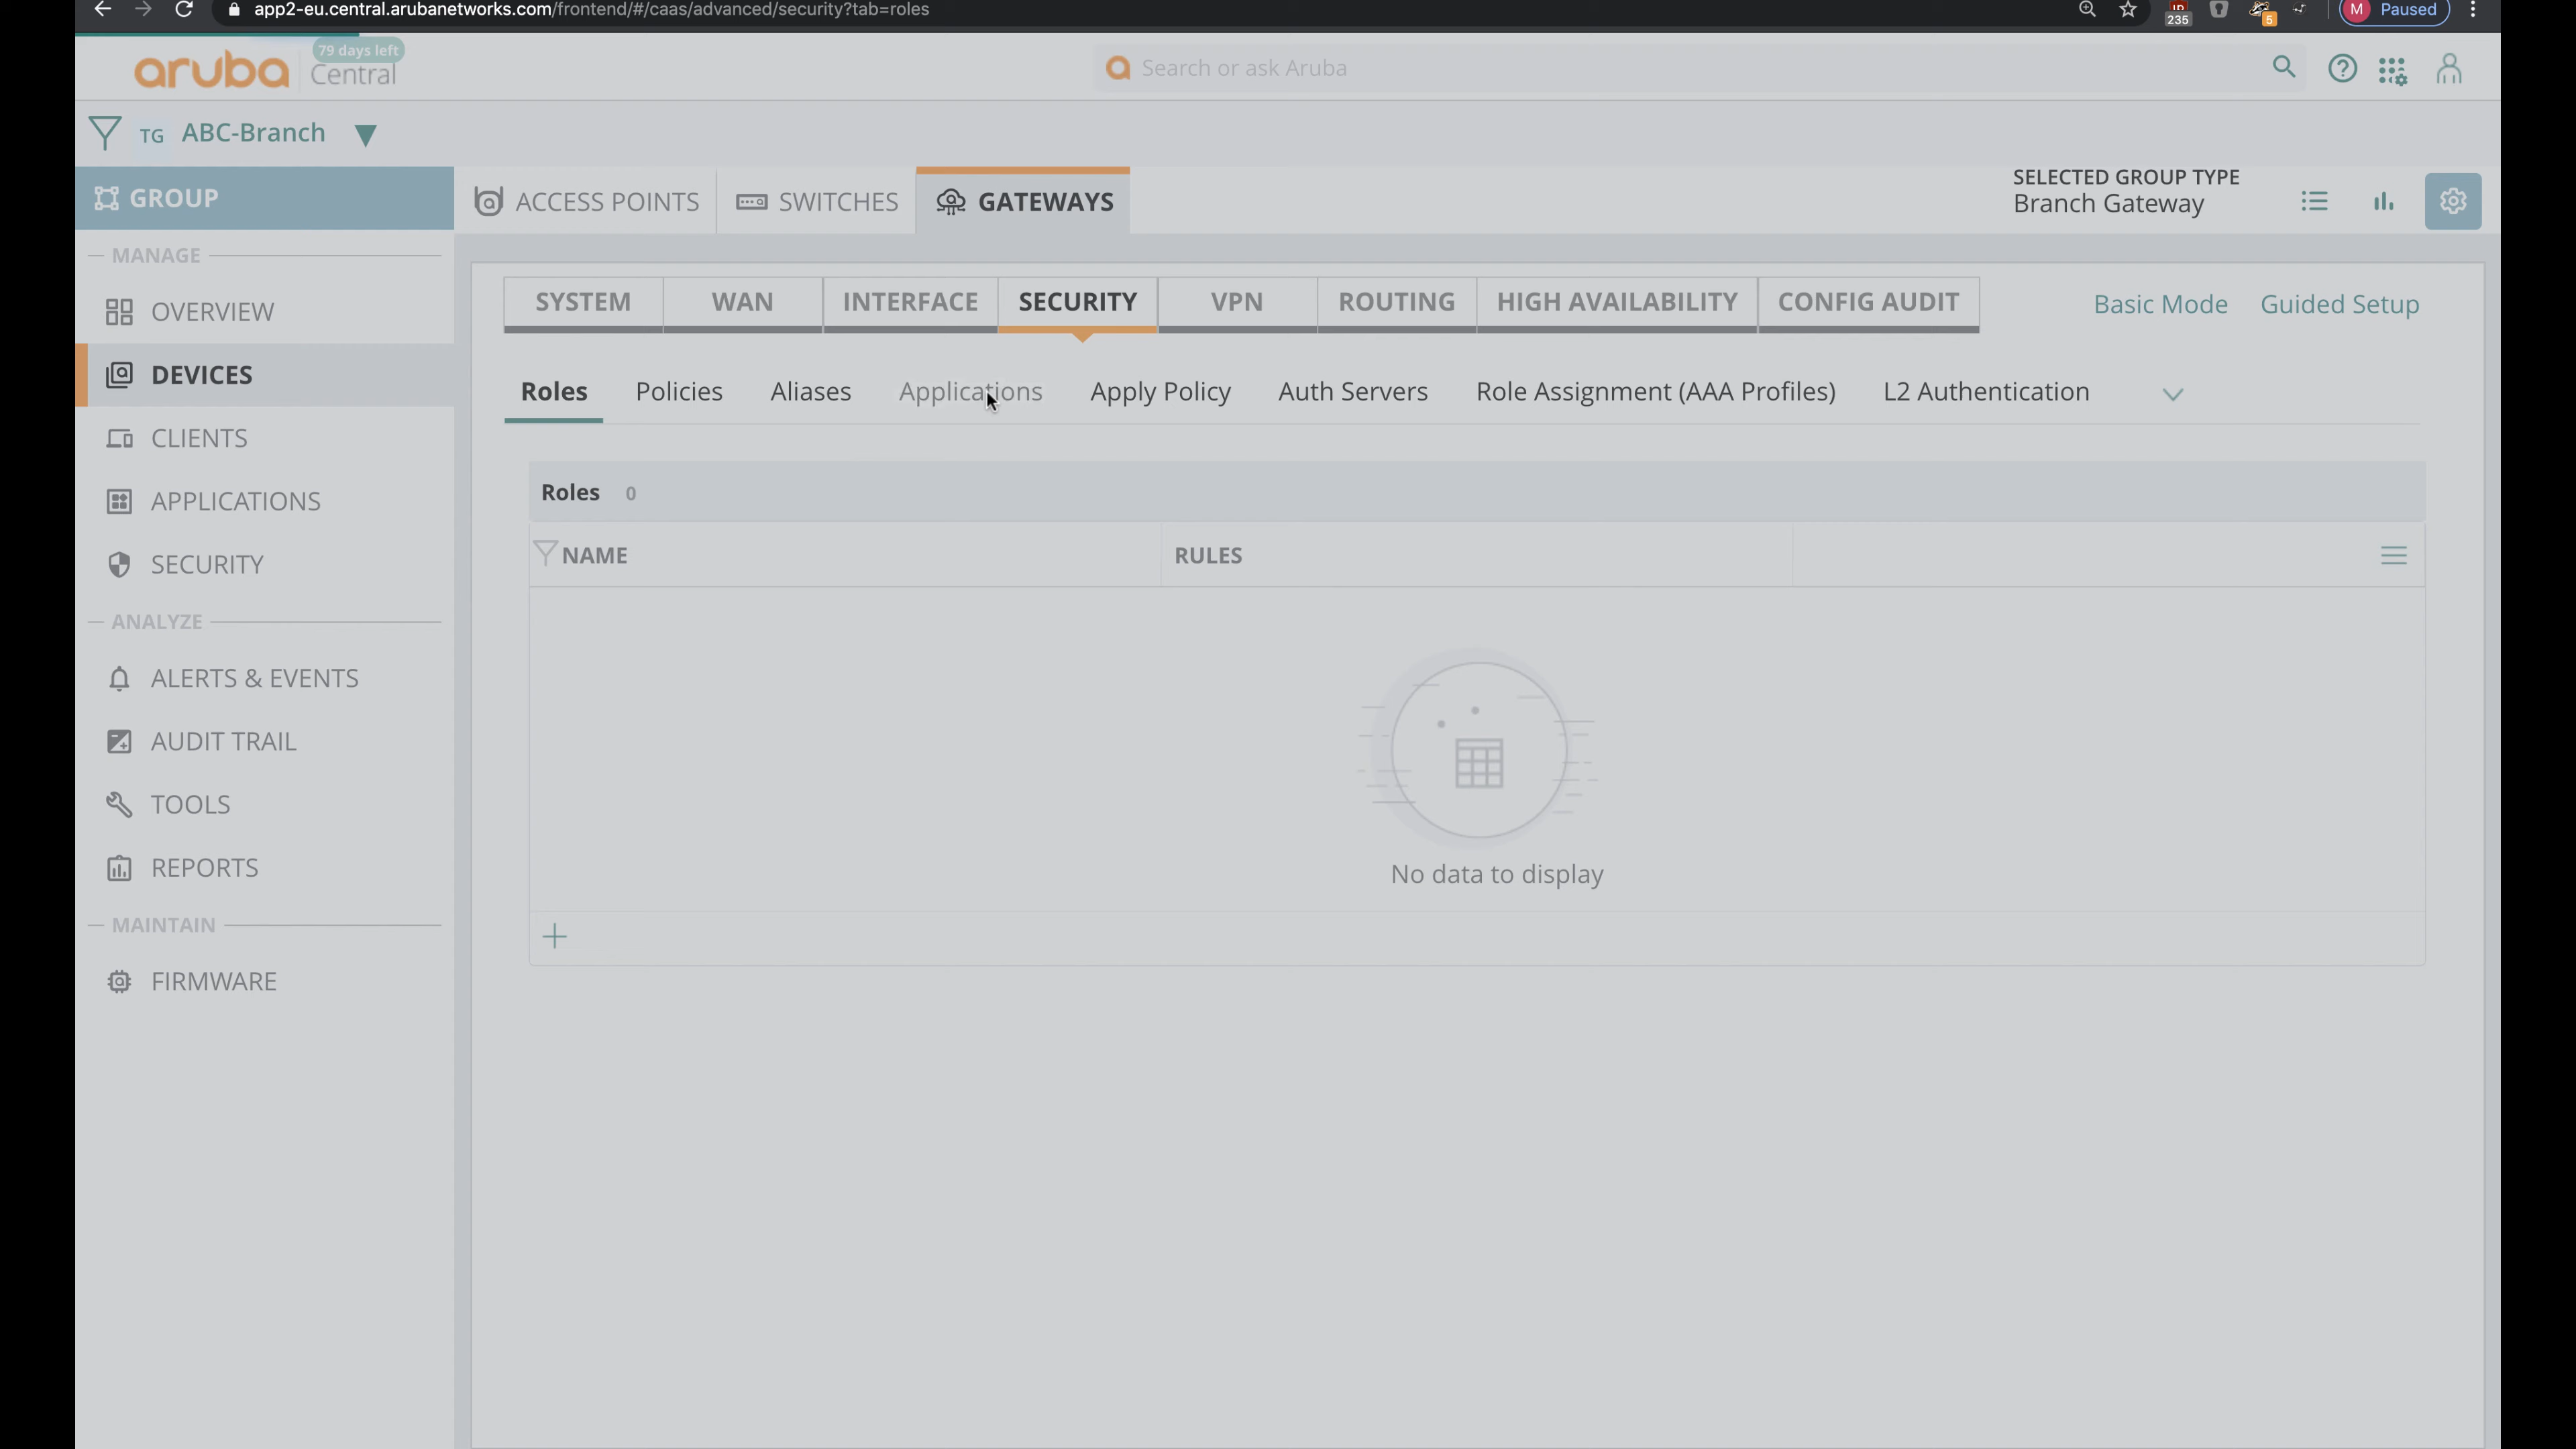 app2-eu.central.arubanetworks.com/frontend/#/caas/advanced/security?tab=roles
235
5
M Paused
aruba
Central
79 days left
Search or ask Aruba
TG ABC-Branch
GROUP
ACCESS POINTS
SWITCHES
GATEWAYS
SELECTED GROUP TYPE
Branch Gateway
MANAGE
OVERVIEW
DEVICES
CLIENTS
APPLICATIONS
SECURITY
ANALYZE
ALERTS & EVENTS
AUDIT TRAIL
TOOLS
REPORTS
MAINTAIN
FIRMWARE
SYSTEM
WAN
INTERFACE
SECURITY
VPN
ROUTING
HIGH AVAILABILITY
CONFIG AUDIT
Basic Mode
Guided Setup
Roles
Policies
Aliases
Applications
Apply Policy
Auth Servers
Role Assignment (AAA Profiles)
L2 Authentication
Roles 0
NAME
RULES
No data to display